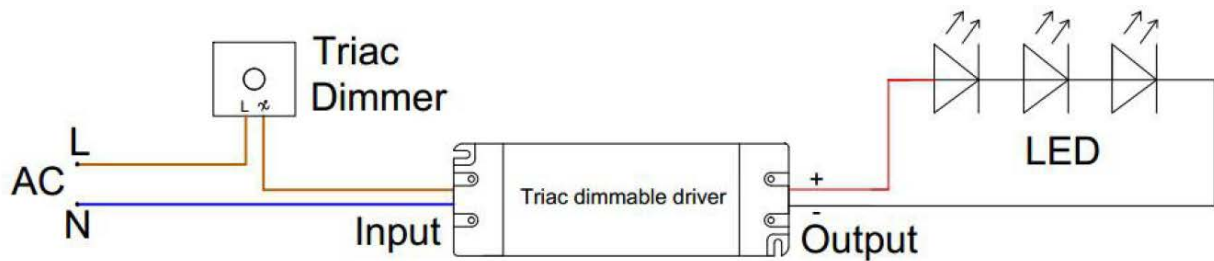 Triac
Dimmer
L
AC
L
N
Input
Triac dimmable driver
+
-
Output
LED